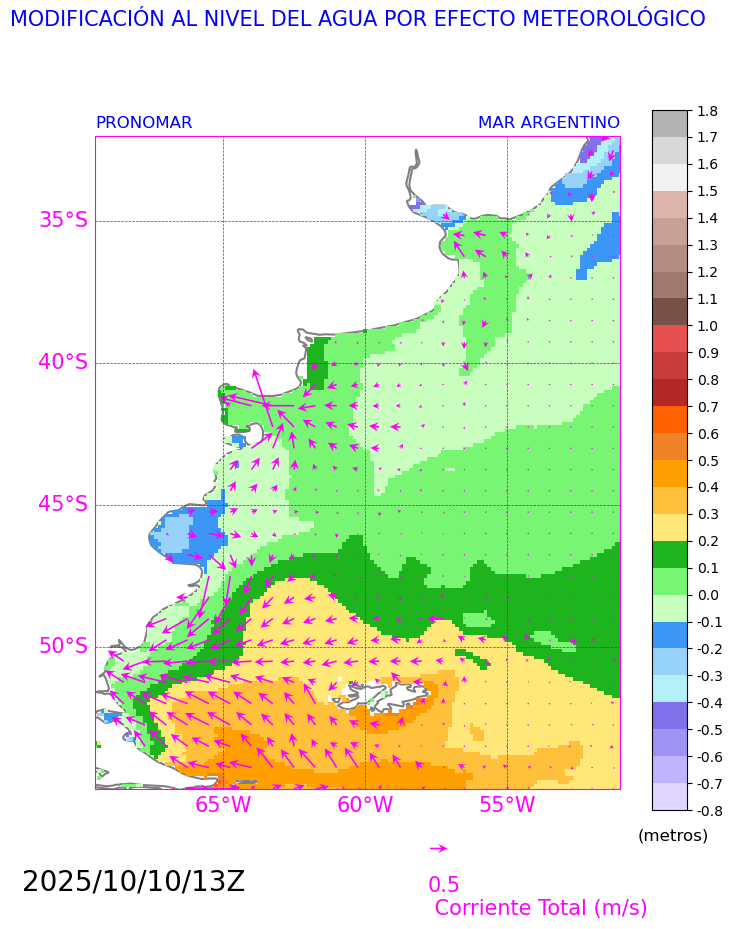 MODIFICACIÓN AL NIVEL DEL AGUA POR EFECTO METEOROLÓGICO
PRONOMAR MAR ARGENTINO
35°S
40°S
45°S
50°S
65°W 60°W 55°W
1.8
1.7
1.6
1.5
1.4
1.3
1.2
1.1
1.0
0.9
0.8
0.7
0.6
0.5
0.4
0.3
0.2
0.1
0.0
-0.1
-0.2
-0.3
-0.4
-0.5
-0.6
-0.7
-0.8
(metros)
2025/10/10/13Z
0.5
Corriente Total (m/s)